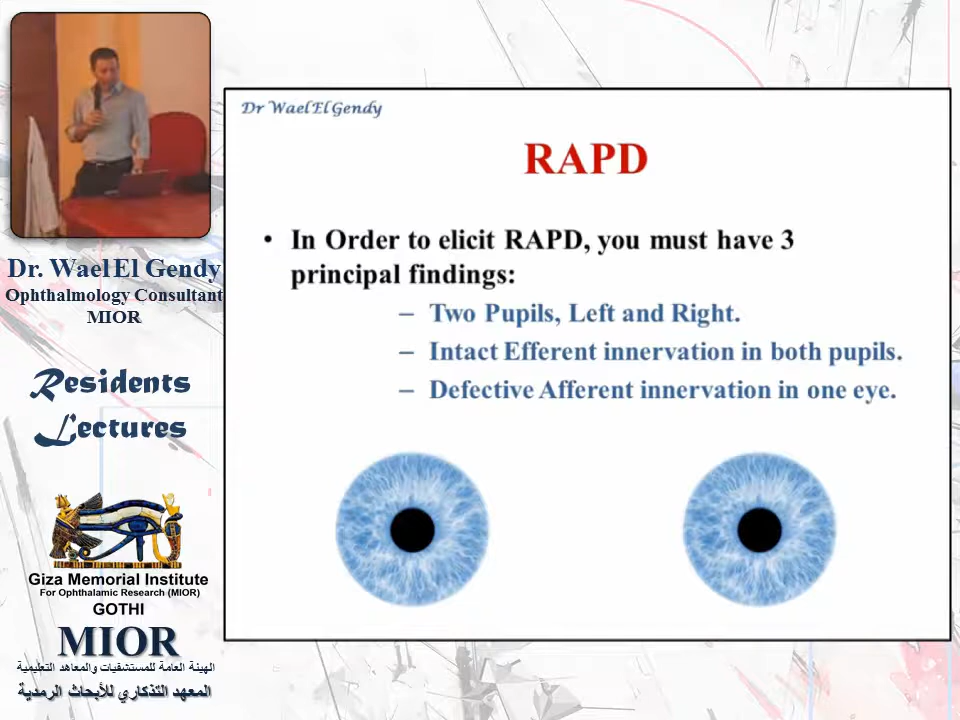 Dr. Wael El Gendy
Ophthalmology Consultant
MIOR
Residents
Lectures
Giza Memorial Institute
For Ophthalamic Research (MIOR)
GOTHI
MIOR
الهيئة العامة للمستشفيات والمعاهد التعليمية
المعهد التذكاري للأبحاث الرمدية
Dr Wael El Gendy
RAPD
• In Order to elicit RAPD, you must have 3
principal findings:
– Two Pupils, Left and Right.
– Intact Efferent innervation in both pupils.
– Defective Afferent innervation in one eye.